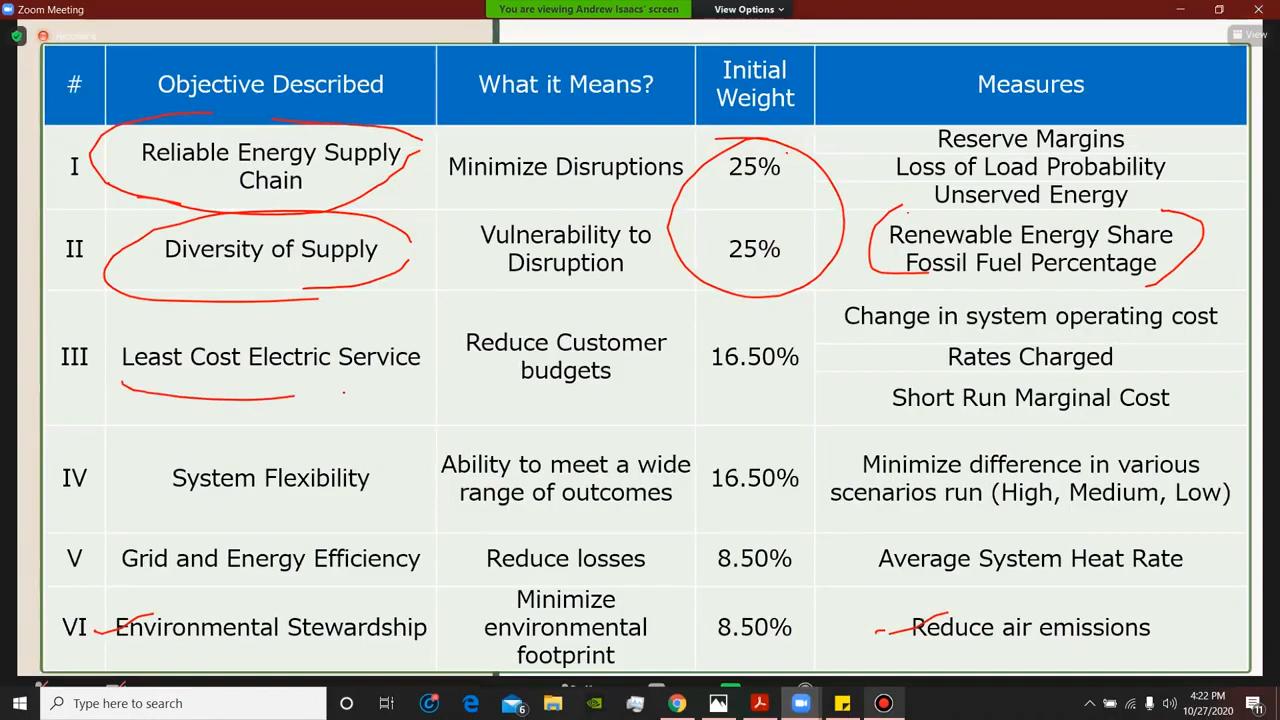 Zoom Meeting
You are viewing Andrew Isaacs' screen
View Options
View
# Objective Described What it Means? Initial Weight Measures
I Reliable Energy Supply Chain Minimize Disruptions 25% Reserve Margins
Loss of Load Probability
Unserved Energy
II Diversity of Supply Vulnerability to Disruption 25% Renewable Energy Share
Fossil Fuel Percentage
III Least Cost Electric Service Reduce Customer budgets 16.50% Change in system operating cost
Rates Charged
Short Run Marginal Cost
IV System Flexibility Ability to meet a wide range of outcomes 16.50% Minimize difference in various
scenarios run (High, Medium, Low)
V Grid and Energy Efficiency Reduce losses 8.50% Average System Heat Rate
VI Environmental Stewardship Minimize environmental footprint 8.50% Reduce air emissions
Type here to search
6
4:22 PM
10/27/2020
11